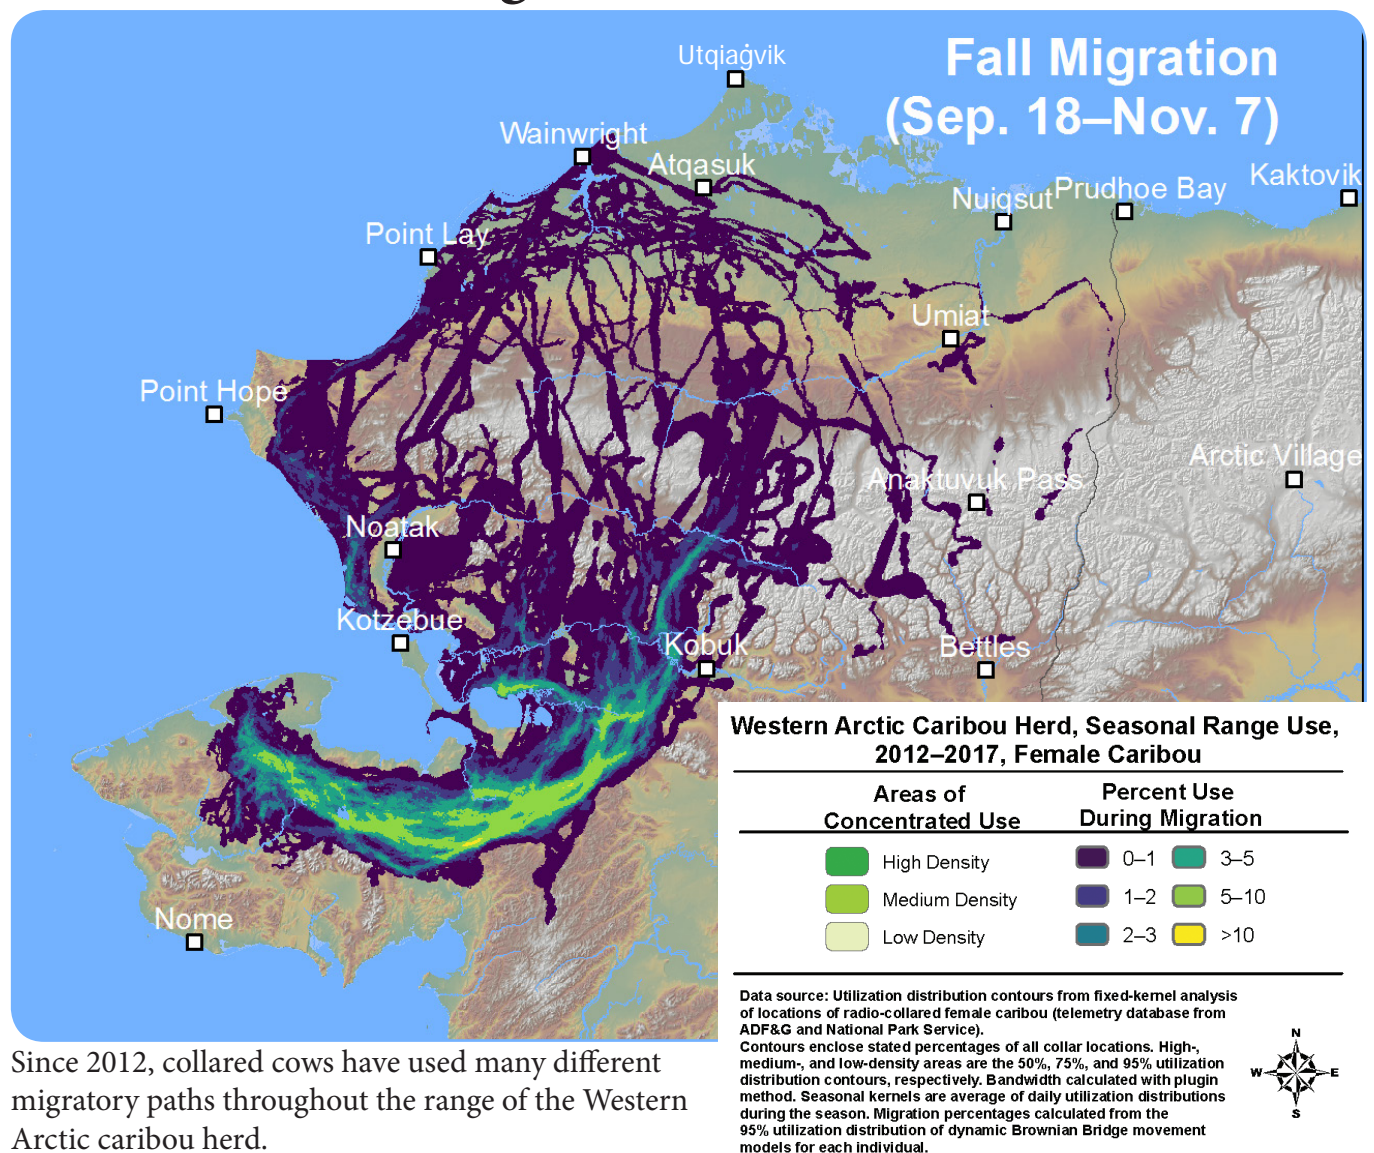 Utqiaġvik
Fall Migration
(Sep. 18–Nov. 7)
Wainwright
Atqasuk
Kaktovik
Nuiqsut
Prudhoe Bay
Point Lay
Umiat
Point Hope
Arctic Village
Anaktuvuk Pass
Noatak
Kotzebue
Kobuk
Bettles
Nome
Western Arctic Caribou Herd, Seasonal Range Use,
2012–2017, Female Caribou
Areas of
Concentrated Use
High Density
Medium Density
Low Density
Percent Use
During Migration
0–1
3–5
1–2
5–10
2–3
>10
Data source: Utilization distribution contours from fixed-kernel analysis
of locations of radio-collared female caribou (telemetry database from
ADF&G and National Park Service).
Contours enclose stated percentages of all collar locations. High-,
medium-, and low-density areas are the 50%, 75%, and 95% utilization
distribution contours, respectively. Bandwidth calculated with plugin
method. Seasonal kernels are average of daily utilization distributions
during the season. Migration percentages calculated from the
95% utilization distribution of dynamic Brownian Bridge movement
models for each individual.
N
W
E
S
Since 2012, collared cows have used many different
migratory paths throughout the range of the Western
Arctic caribou herd.